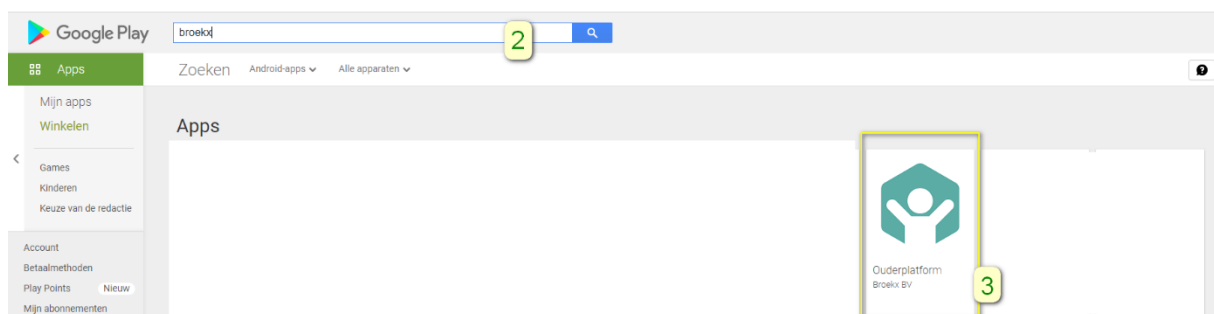 Google Play
broekx
2
Apps
Zoeken Android-apps Alle apparaten
Mijn apps
Winkelen
Apps
Games
Kinderen
Keuze van de redactie
Account
Betaalmethoden
Play Points Nieuw
Mijn abonnementen
Ouderplatform
Broekx BV
3